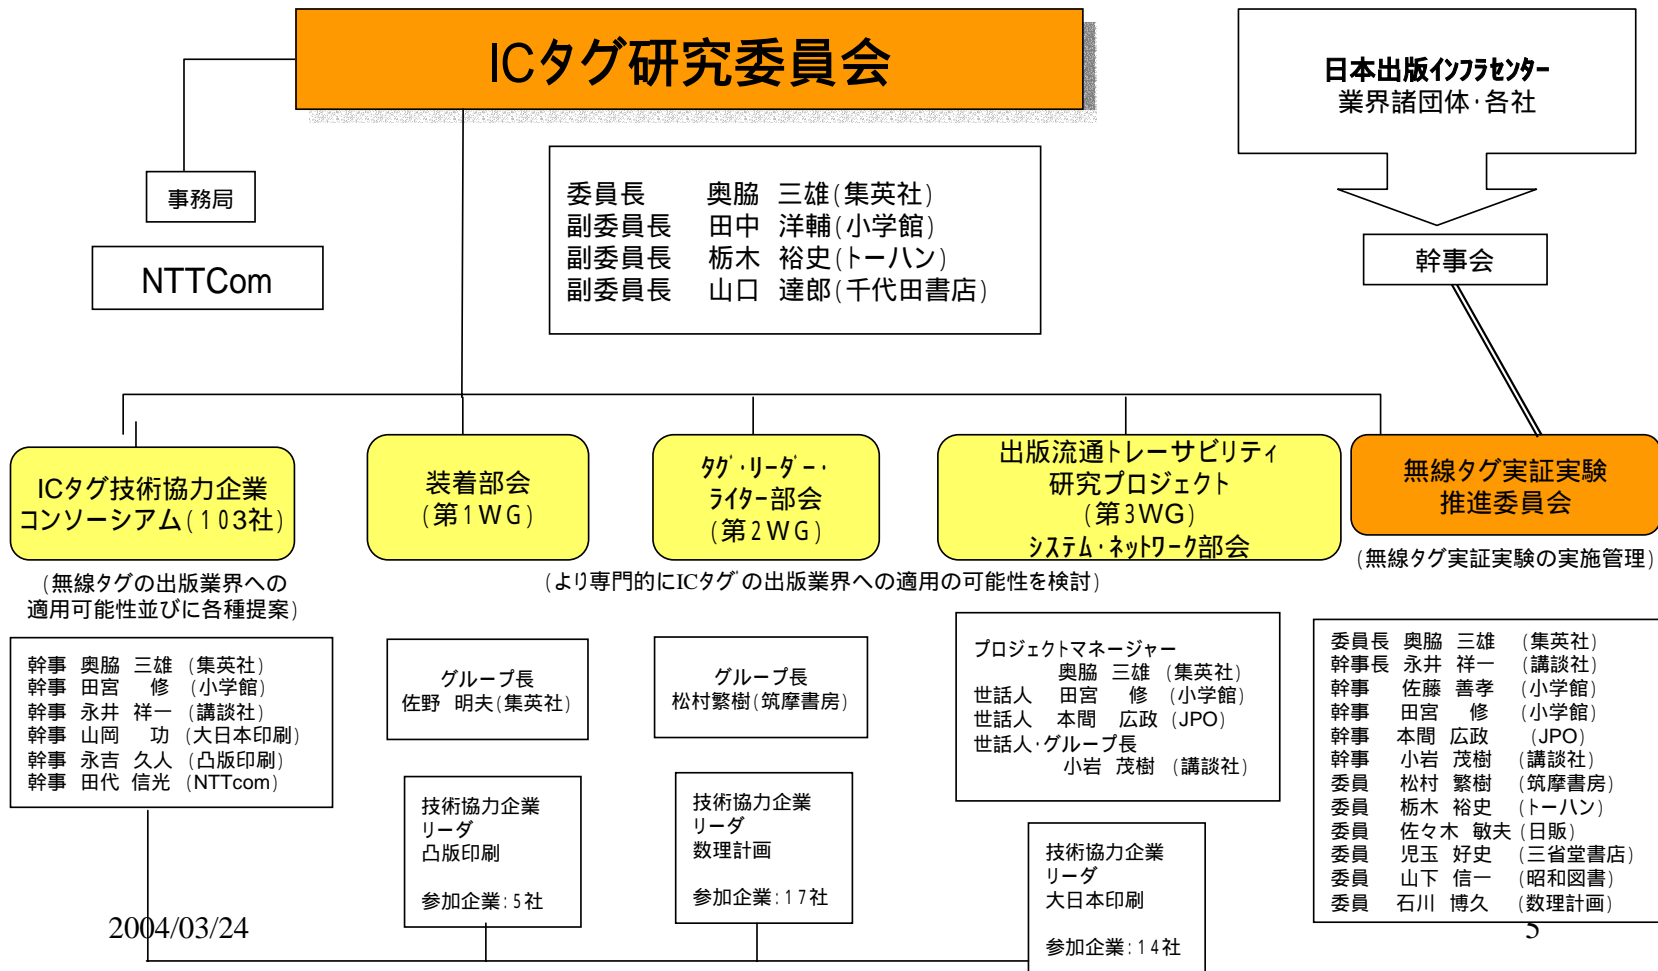 ICタグ研究委員会
日本出版インフラセンター
業界諸団体・各社
事務局
NTTCom
委員長 奥脇 三雄(集英社)
副委員長 田中 洋輔(小学館)
副委員長 栃木 裕史(トーハン)
副委員長 山口 達郎(千代田書店)
幹事会
ICタグ技術協力企業
コンソーシアム(103社)
(無線タグの出版業界への
適用可能性並びに各種提案)
装着部会
(第1WG)
タグ・リーダー・
ライター部会
(第2WG)
出版流通トレーサビリティ
研究プロジェクト
(第3WG)
システム・ネットワーク部会
(より専門的にICタグの出版業界への適用の可能性を検討)
無線タグ実証実験
推進委員会
(無線タグ実証実験の実施管理)
幹事 奥脇 三雄 (集英社)
幹事 田宮 修 (小学館)
幹事 永井 祥一 (講談社)
幹事 山岡 功 (大日本印刷)
幹事 永吉 久人 (凸版印刷)
幹事 田代 信光 (NTTcom)
グループ長
佐野 明夫(集英社)
グループ長
松村繁樹(筑摩書房)
プロジェクトマネージャー
奥脇 三雄 (集英社)
世話人 田宮 修 (小学館)
世話人 本間 広政 (JPO)
世話人・グループ長
小岩 茂樹 (講談社)
委員長 奥脇 三雄 (集英社)
幹事長 永井 祥一 (講談社)
幹事 佐藤 善孝 (小学館)
幹事 田宮 修 (小学館)
幹事 本間 広政 (JPO)
幹事 小岩 茂樹 (講談社)
委員 松村 繁樹 (筑摩書房)
委員 栃木 裕史 (トーハン)
委員 佐々木 敏夫(日販)
委員 児玉 好史 (三省堂書店)
委員 山下 信一 (昭和図書)
委員 石川 博久 (数理計画)
技術協力企業
リーダ
凸版印刷
参加企業:5社
技術協力企業
リーダ
数理計画
参加企業:17社
技術協力企業
リーダ
大日本印刷
参加企業:14社
2004/03/24
5